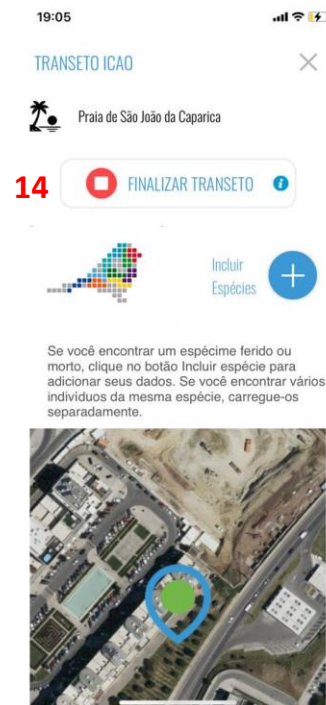 19:05
TRANSETO ICAO
Praia de São João da Caparica
14 FINALIZAR TRANSETO i
Incluir
Espécies
Se você encontrar um espécime ferido ou
morto, clique no botão Incluir espécie para
adicionar seus dados. Se você encontrar vários
indivíduos da mesma espécie, carregue-os
separadamente.